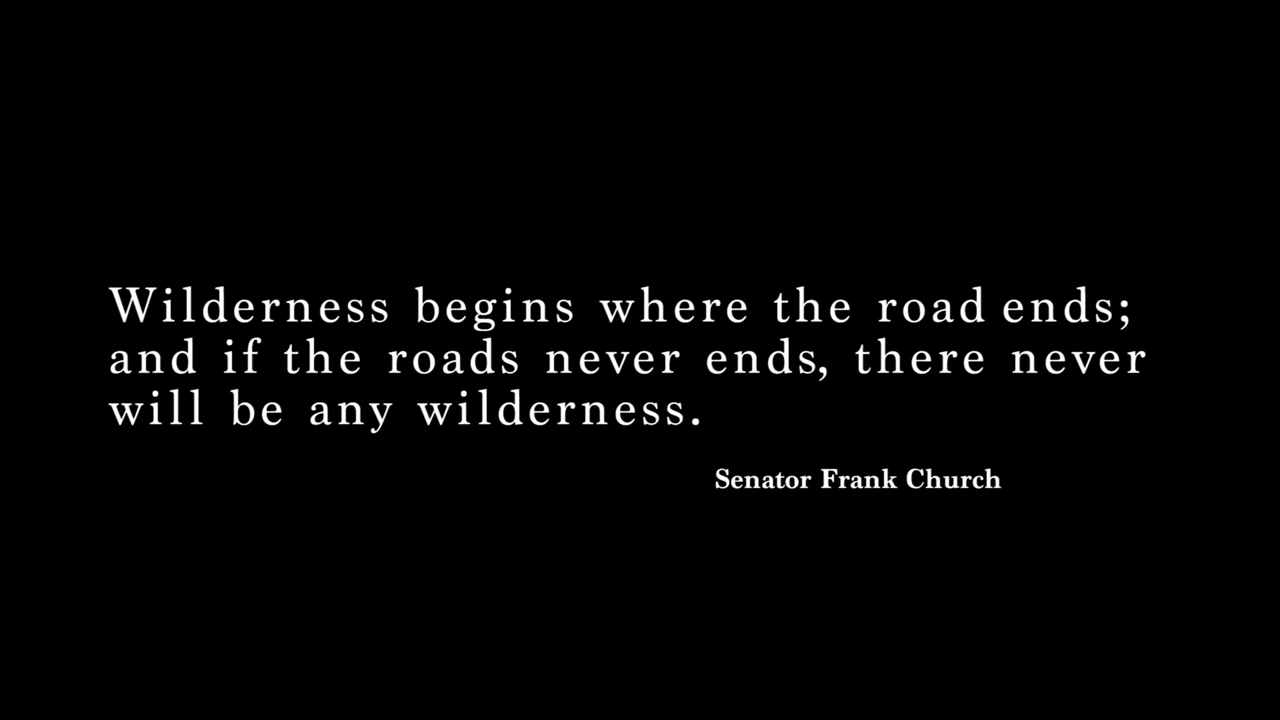 Wilderness begins where the road ends;
and if the roads never ends, there never
will be any wilderness.
Senator Frank Church